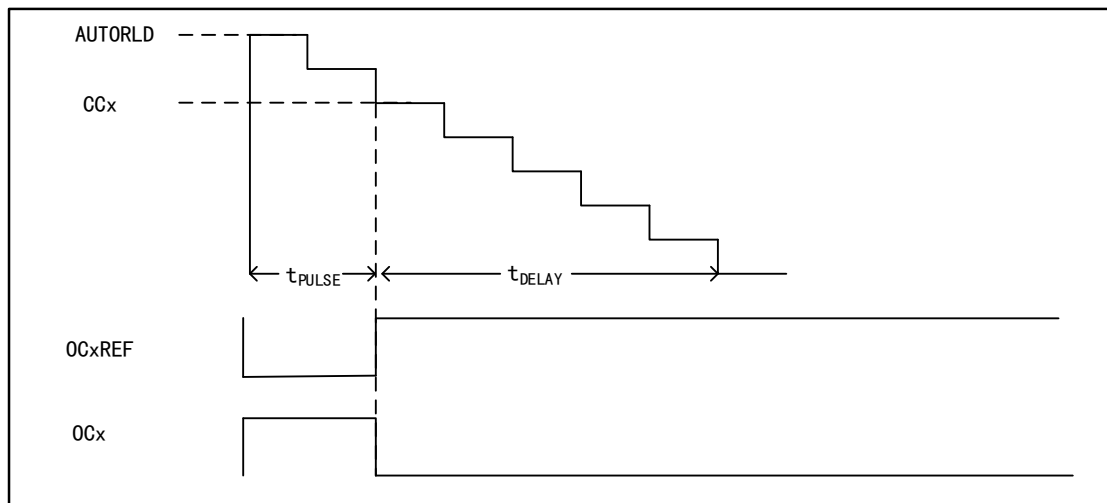 AUTORLD
CCx
tPULSE
tDELAY
OCxREF
OCx